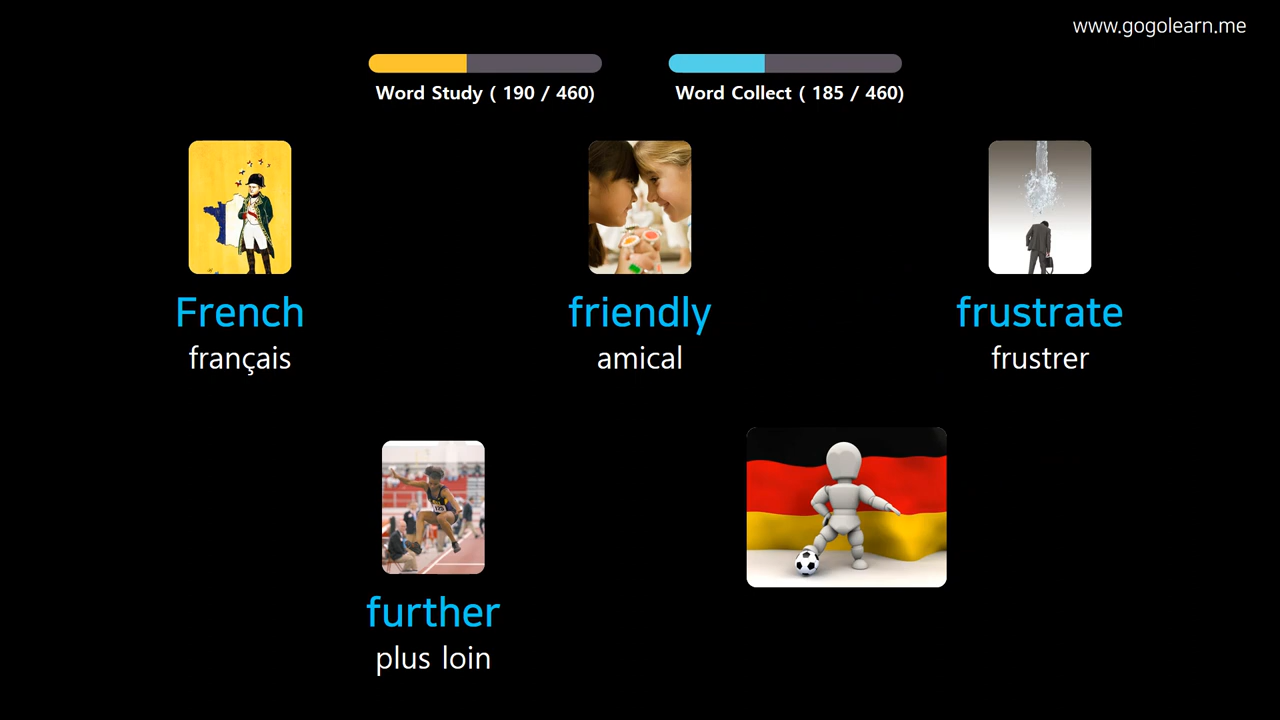 www.gogolearn.me
Word Study ( 190 / 460)
Word Collect ( 185 / 460)
French
français
friendly
amical
frustrate
frustrer
further
plus loin